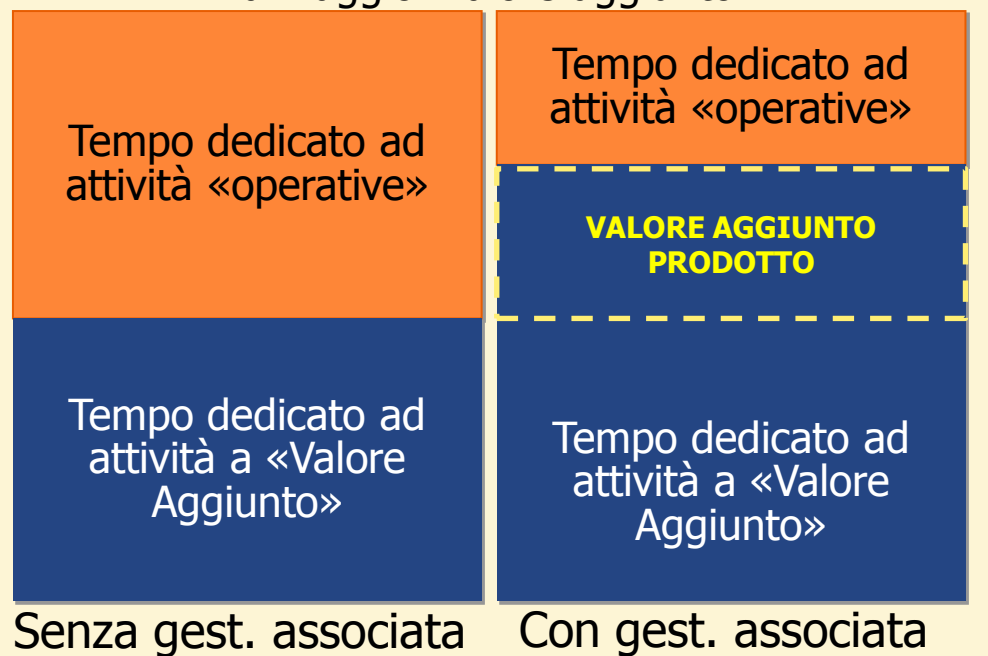 Tempo dedicato ad
attività «operative»
Tempo dedicato ad
attività a «Valore
Aggiunto»
Senza gest. associata
Tempo dedicato ad
attività «operative»
VALORE AGGIUNTO
PRODOTTO
Tempo dedicato ad
attività a «Valore
Aggiunto»
Con gest. associata